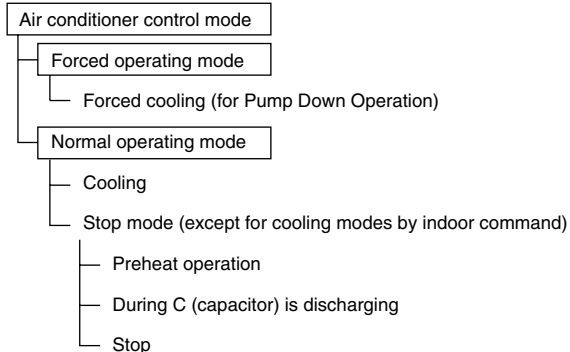 Air conditioner control mode
Forced operating mode
Forced cooling (for Pump Down Operation)
Normal operating mode
Cooling
Stop mode (except for cooling modes by indoor command)
Preheat operation
During C (capacitor) is discharging
Stop